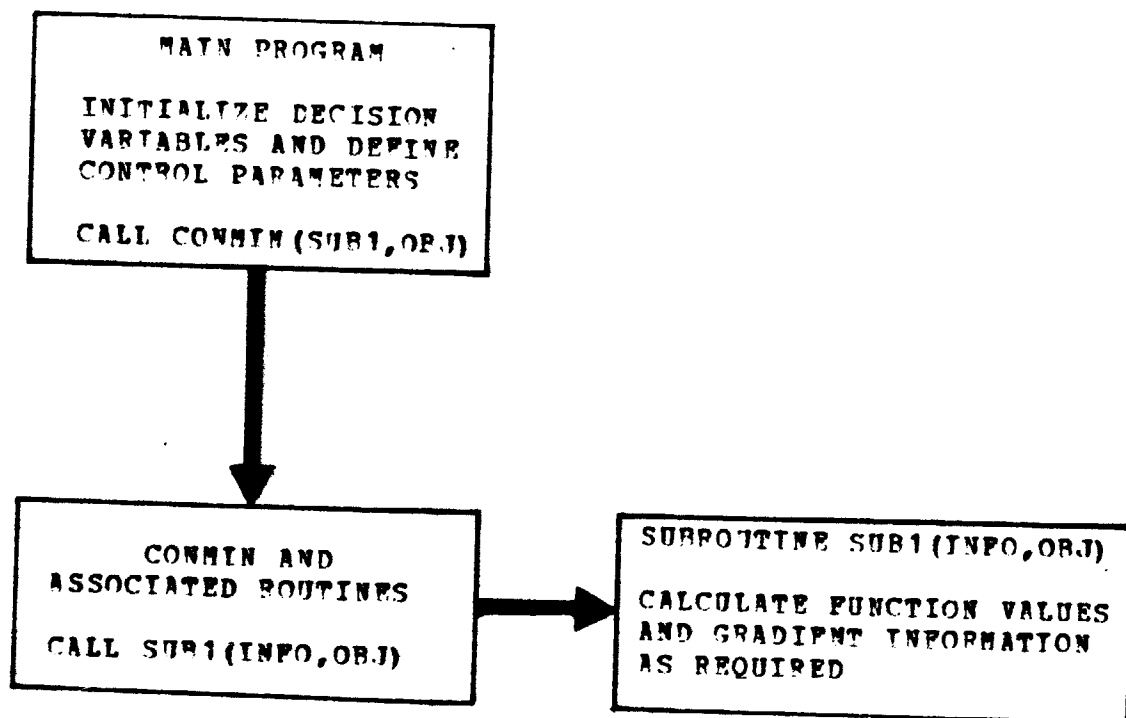 MAIN PROGRAM
INITIALIZE DECISION
VARIABLES AND DEFINE
CONTROL PARAMETERS
CALL CONMIN(SUB1,OBJ)
CONMIN AND
ASSOCIATED ROUTINES
CALL SUB1(INFO,OBJ)
SUBROUTINE SUB1(INFO,OBJ)
CALCULATE FUNCTION VALUES
AND GRADIENT INFORMATION
AS REQUIRED